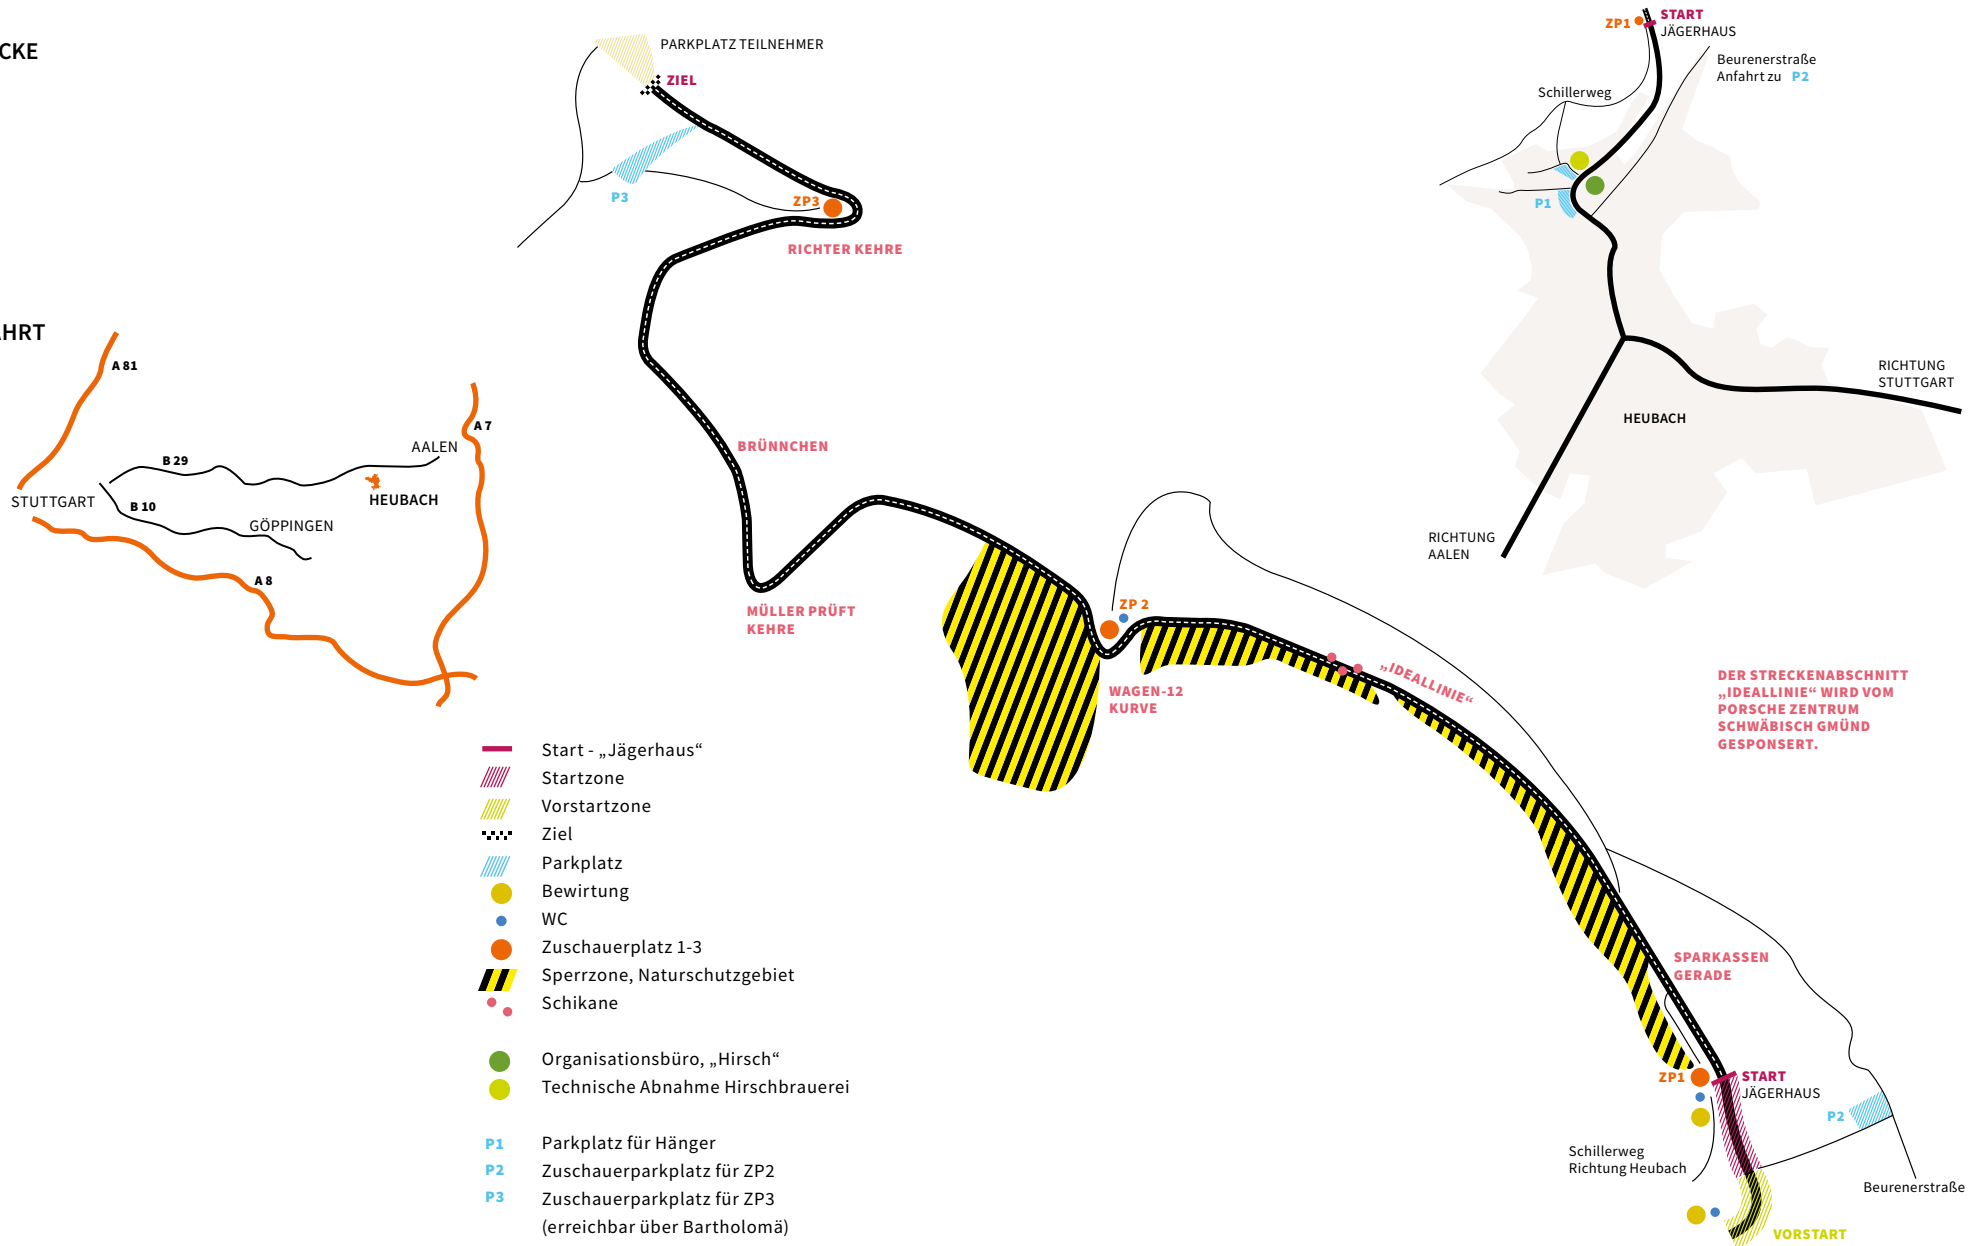 CKE
PARKPLATZ TEILNEHMER
ZIEL
P3
ZP3
RICHTER KEHRE
ZP1
START
JÄGERHAUS
Beurenerstraße
Anfahrt zu P2
Schillerweg
P1
RICHTUNG
STUTTGART
HEUBACH
RICHTUNG
AALEN
AHRT
A 81
A 7
AALEN
B 29
STUTTGART
B 10
HEUBACH
GÖPPINGEN
A 8
BRÜNNCHEN
MÜLLER PRÜFT
KEHRE
ZP 2
WAGEN-12
KURVE
„IDEALLINIE“
DER STRECKENABSCHNITT
„IDEALLINIE“ WIRD VOM
PORSCHE ZENTRUM
SCHWÄBISCH GMÜND
GESPONSERT.
Start - „Jägerhaus“
Startzone
Vorstartzone
Ziel
Parkplatz
Bewirtung
WC
Zuschauerplatz 1-3
Sperrzone, Naturschutzgebiet
Schikane
Organisationsbüro, „Hirsch“
Technische Abnahme Hirschbrauerei
P1 Parkplatz für Hänger
P2 Zuschauerparkplatz für ZP2
P3 Zuschauerparkplatz für ZP3
(erreichbar über Bartholomä)
SPARKASSEN
GERADE
ZP1
START
JÄGERHAUS
P2
Schillerweg
Richtung Heubach
Beurenerstraße
VORSTART